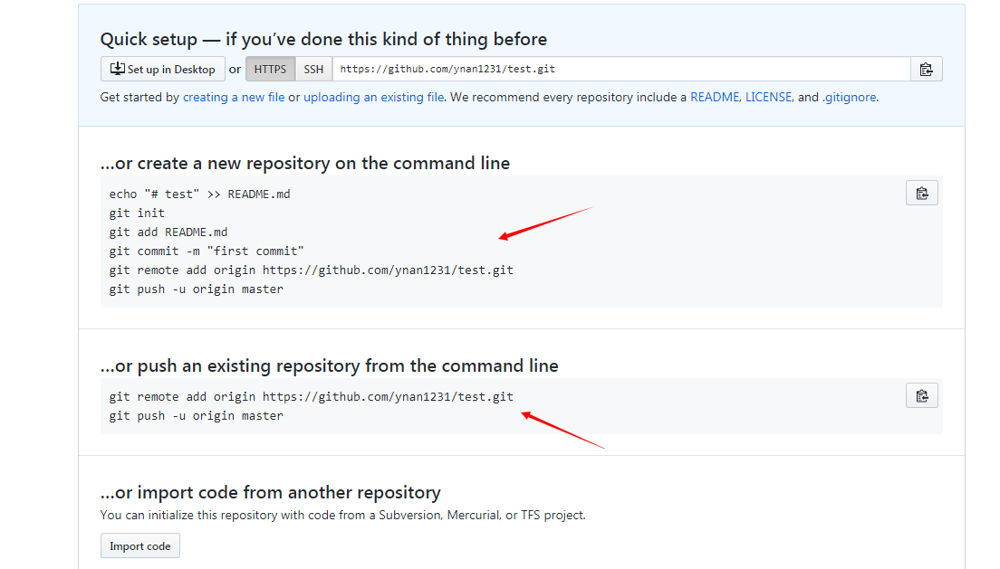 Quick setup — if you’ve done this kind of thing before
Set up in Desktop or HTTPS SSH https://github.com/ynan1231/test.git
Get started by creating a new file or uploading an existing file. We recommend every repository include a README, LICENSE, and .gitignore.
…or create a new repository on the command line
echo "# test" >> README.md
git init
git add README.md
git commit -m "first commit"
git remote add origin https://github.com/ynan1231/test.git
git push -u origin master
…or push an existing repository from the command line
git remote add origin https://github.com/ynan1231/test.git
git push -u origin master
…or import code from another repository
You can initialize this repository with code from a Subversion, Mercurial, or TFS project.
Import code